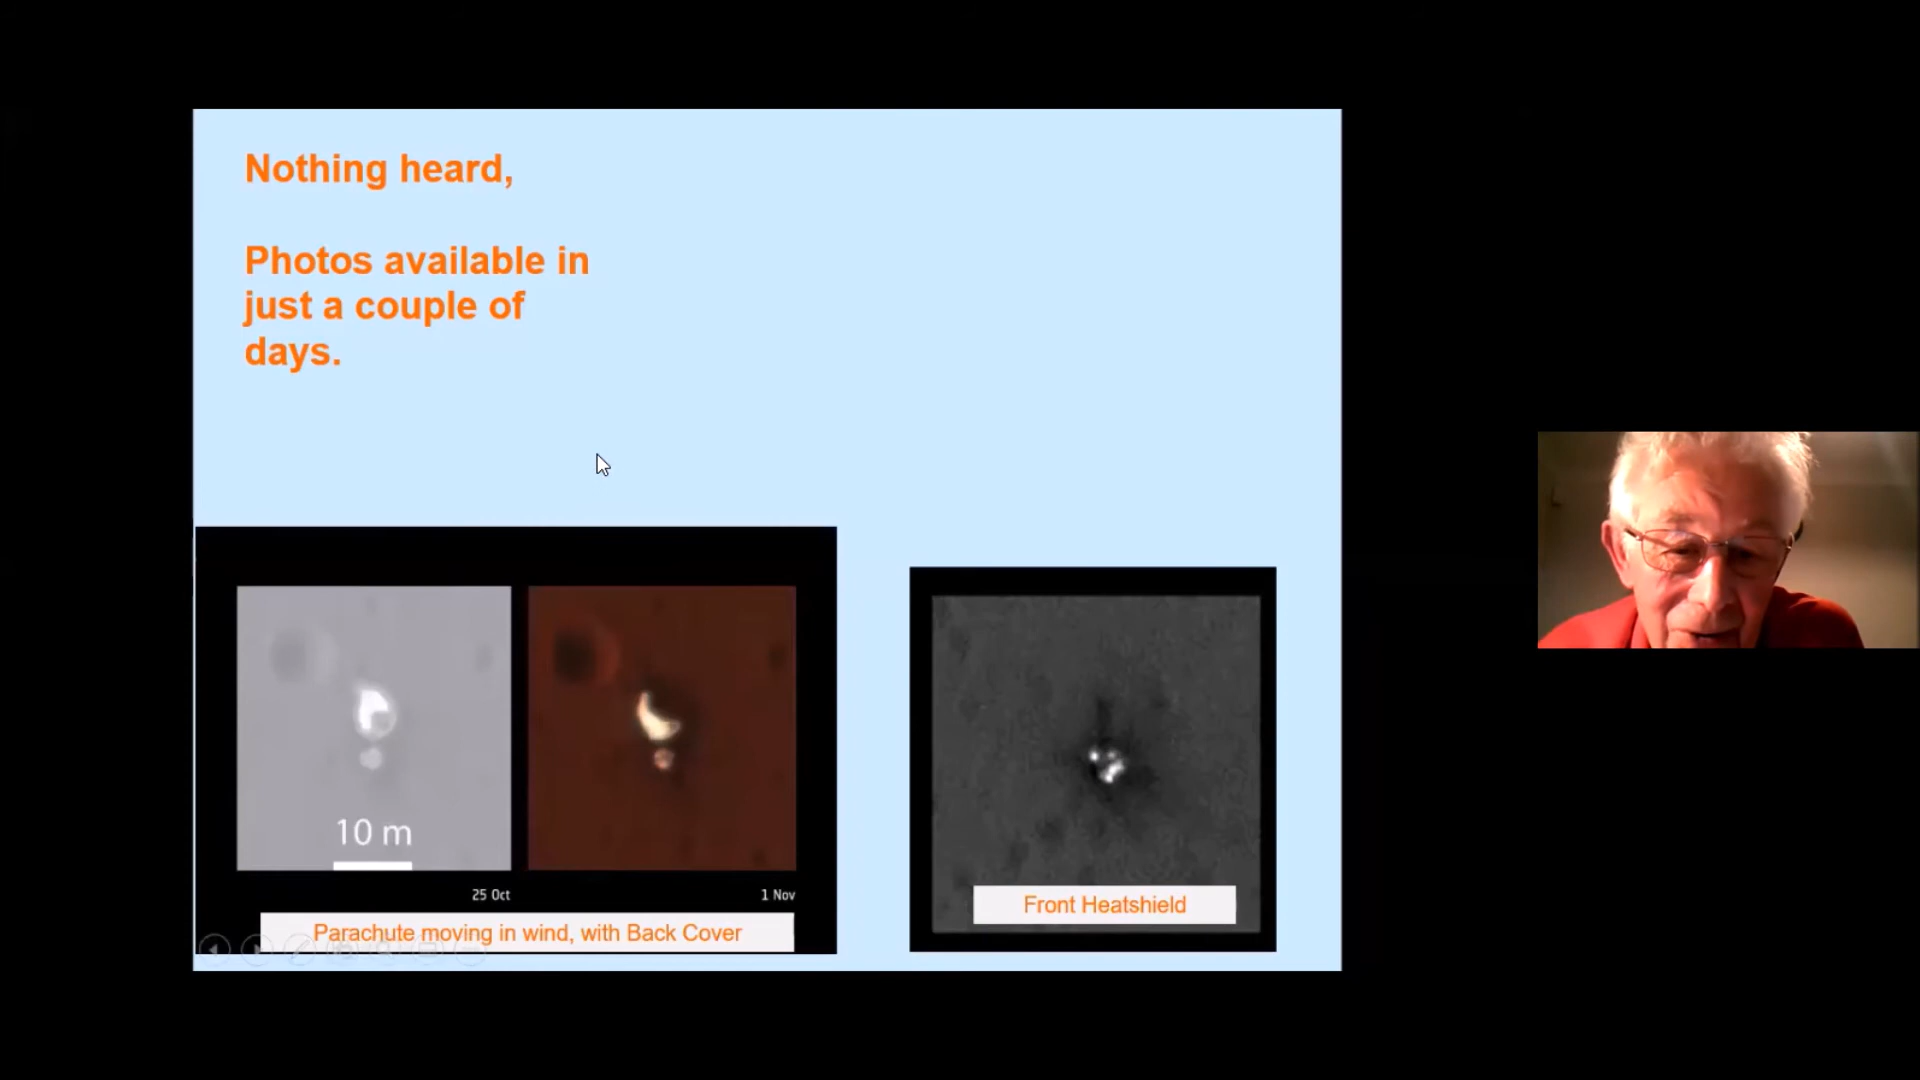 Nothing heard,
Photos available in
just a couple of
days.
10 m
25 Oct
1 Nov
Parachute moving in wind, with Back Cover
Front Heatshield